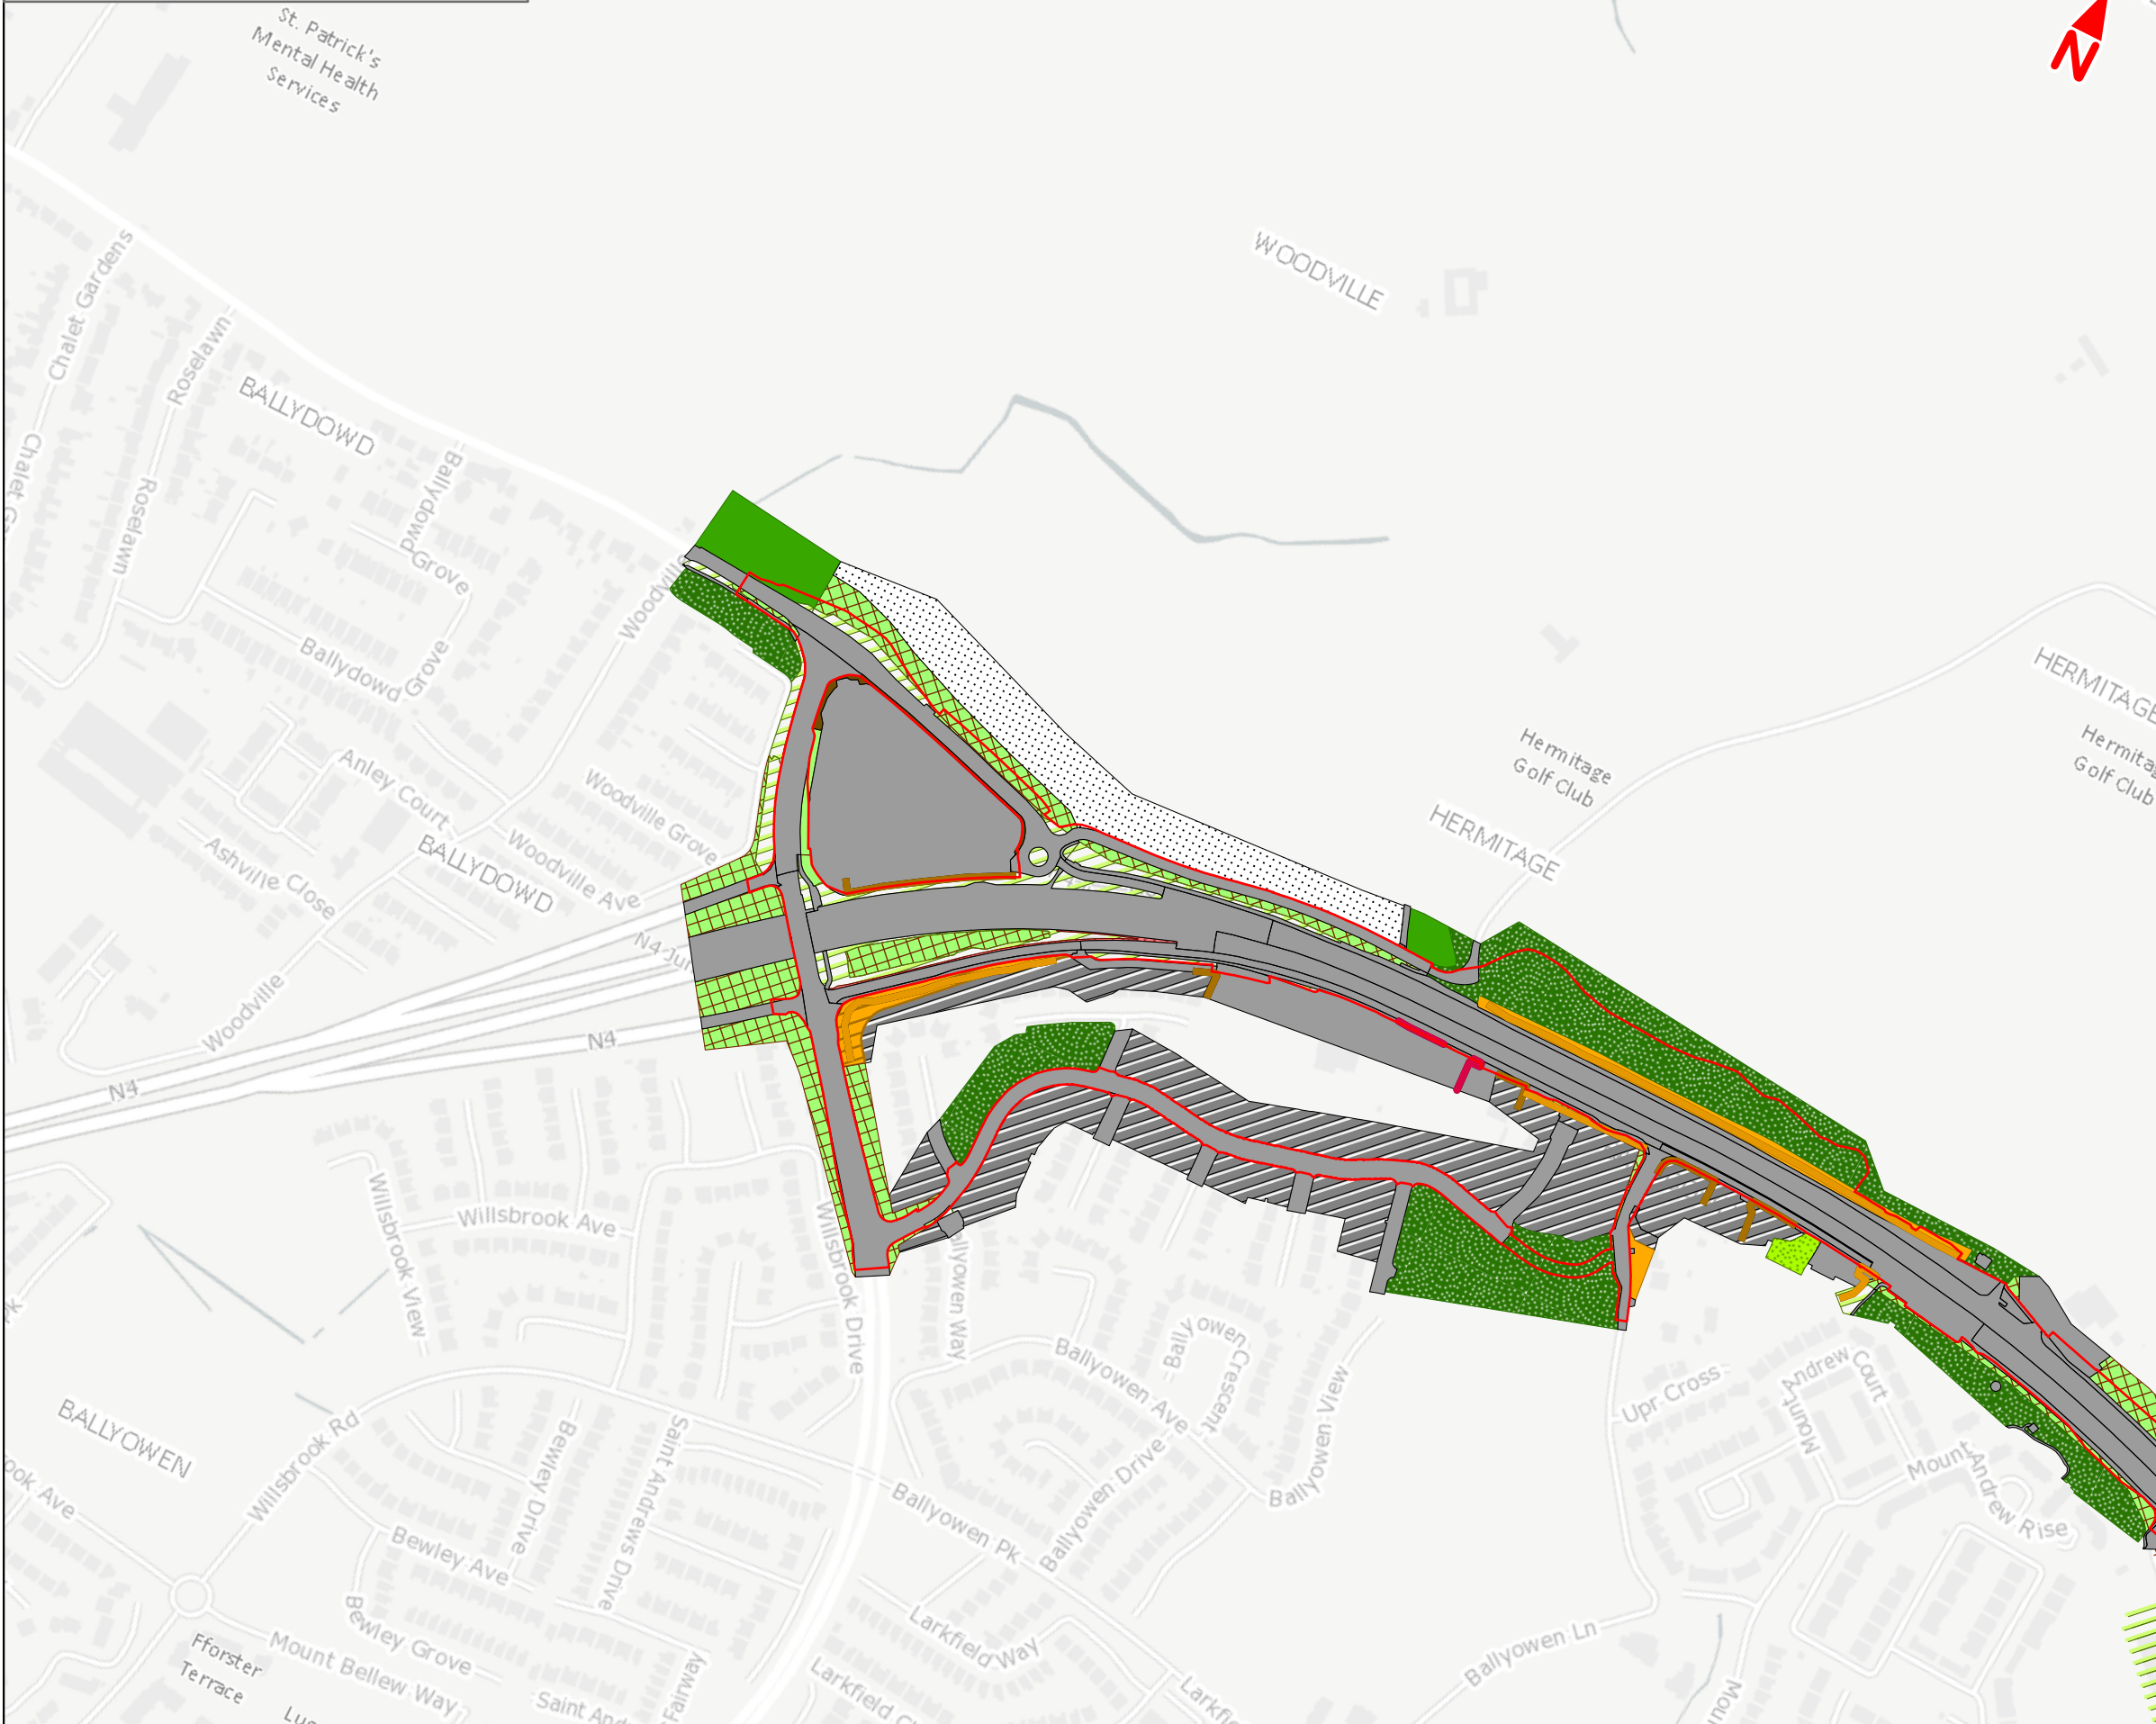 St. Patrick's
Mental Health
Services
N
WOODVILLE
Chalet Gardens
Roselawn
BALLYDOWD
Ballydowd
Grove
Roselawn
Woodville
Ballydowd
Grove
HERMITAGE
Hermitage
Golf Club
Hermitage
Golf Club
HERMITAGE
Anley Court
Woodville Grove
BALLYDOWD
Woodville Ave
Ashville Close
Woodville
N4
N4
Willsbrook View
Willsbrook Ave
Willsbrook Drive
Ballyowen Way
Ballyowen Ave
Ballyowen
Crescent
Ballyowen View
Ballyowen Drive
Upr Cross
Andrew
Court
Mount
Mount
Andrew Rise
BALLYOWEN
Willsbrook Rd
Bewley Drive
Saint Andrews Drive
Bewley Ave
Ballyowen Pk
Bewley Grove
Larkfield Way
Ballyowen Ln
Fforster
Terrace
Mount Bellew Way
Fairway